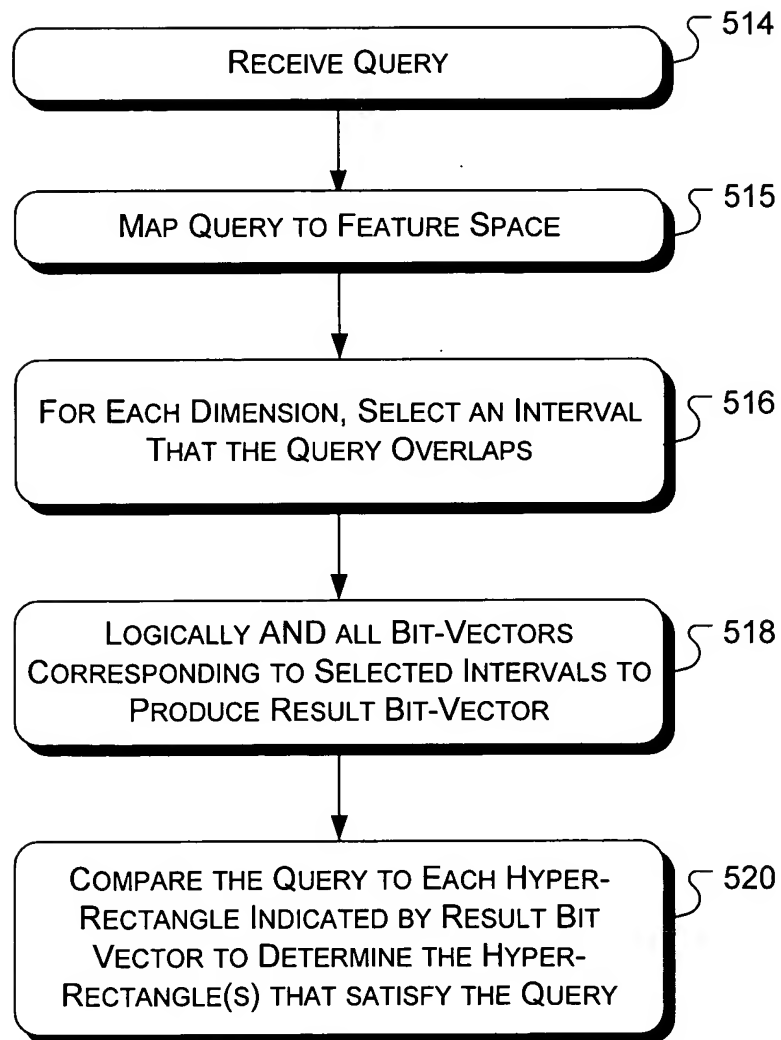 RECEIVE QUERY
514
MAP QUERY TO FEATURE SPACE
515
FOR EACH DIMENSION, SELECT AN INTERVAL
THAT THE QUERY OVERLAPS
516
LOGICALLY AND ALL BIT-VECTORS
CORRESPONDING TO SELECTED INTERVALS TO
PRODUCE RESULT BIT-VECTOR
518
COMPARE THE QUERY TO EACH HYPER-
RECTANGLE INDICATED BY RESULT BIT
VECTOR TO DETERMINE THE HYPER-
RECTANGLE(S) THAT SATISFY THE QUERY
520